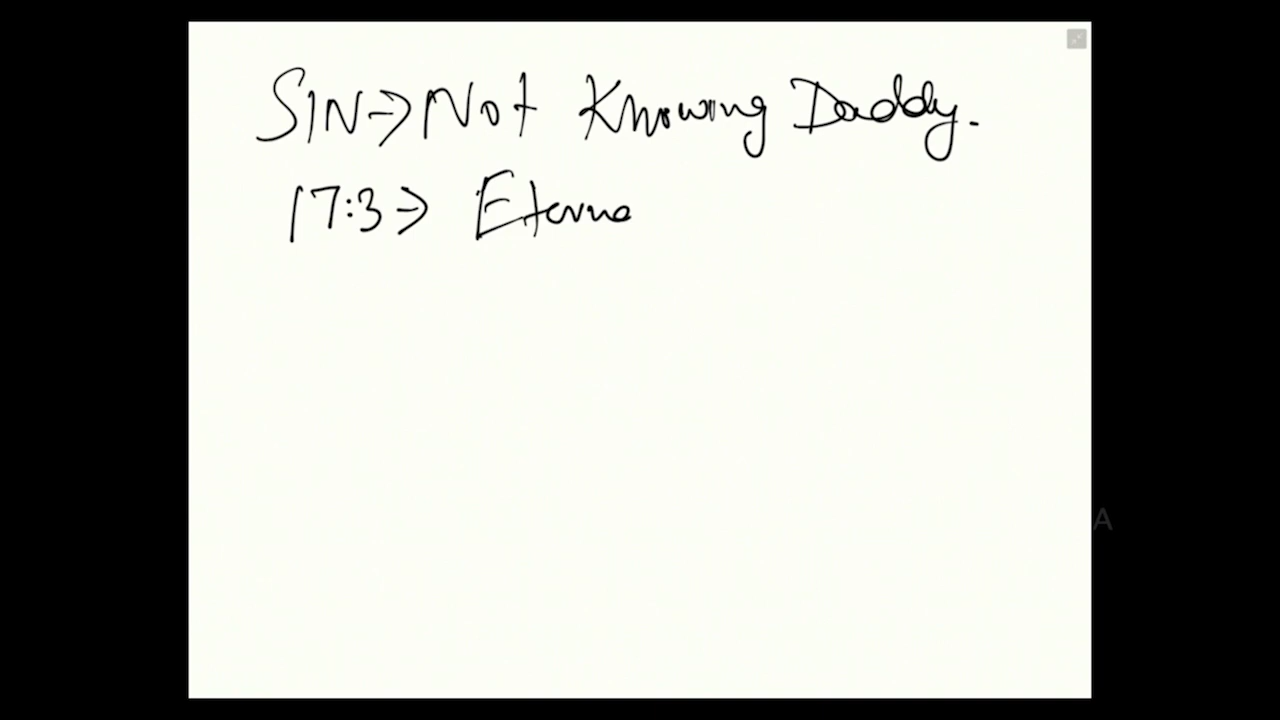 SIN→Not Knowing Daddy.
17:3→ Eterna
A